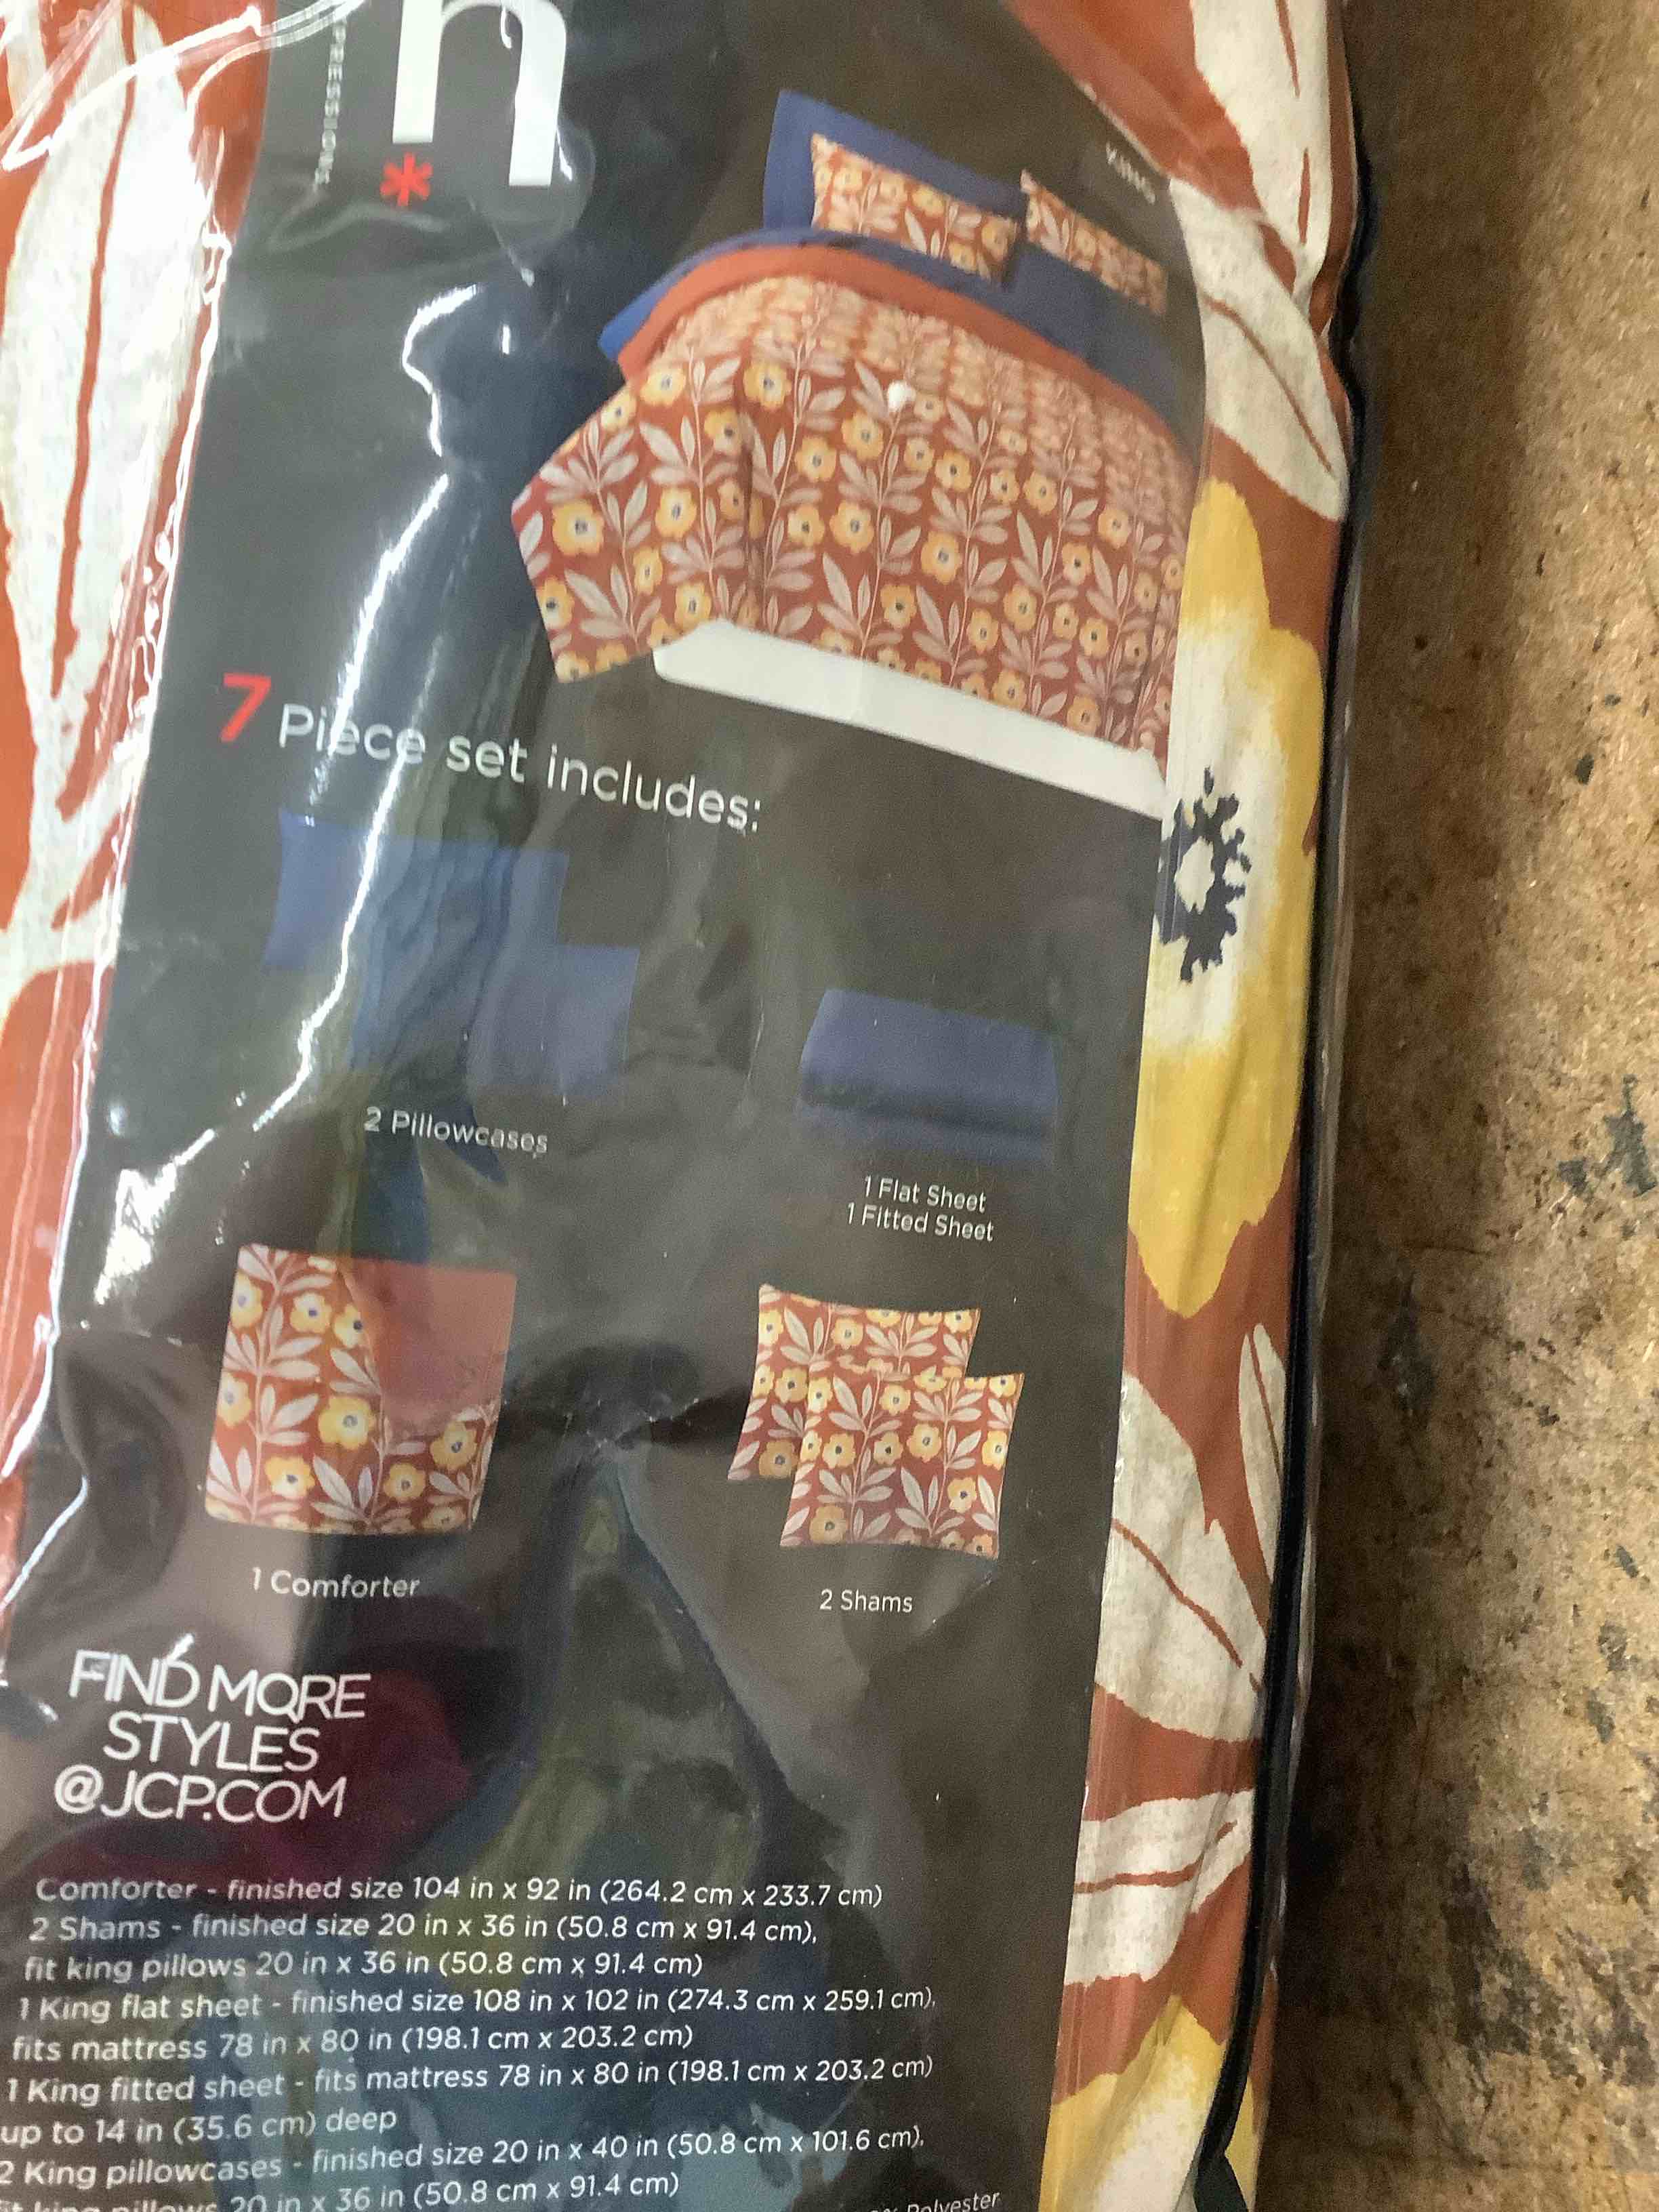 h
*
KING
7 Piece set includes:
2 Pillowcases
1 Flat Sheet
1 Fitted Sheet
1 Comforter
2 Shams
FIND MORE
STYLES
@JCP.COM
Comforter - finished size 104 in x 92 in (264.2 cm x 233.7 cm)
2 Shams - finished size 20 in x 36 in (50.8 cm x 91.4 cm),
fit king pillows 20 in x 36 in (50.8 cm x 91.4 cm)
1 King flat sheet - finished size 108 in x 102 in (274.3 cm x 259.1 cm),
fits mattress 78 in x 80 in (198.1 cm x 203.2 cm)
1 King fitted sheet - fits mattress 78 in x 80 in (198.1 cm x 203.2 cm)
up to 14 in (35.6 cm) deep
2 King pillowcases - finished size 20 in x 40 in (50.8 cm x 101.6 cm),
king pillows 20 in x 36 in (50.8 cm x 91.4 cm)
Polyester